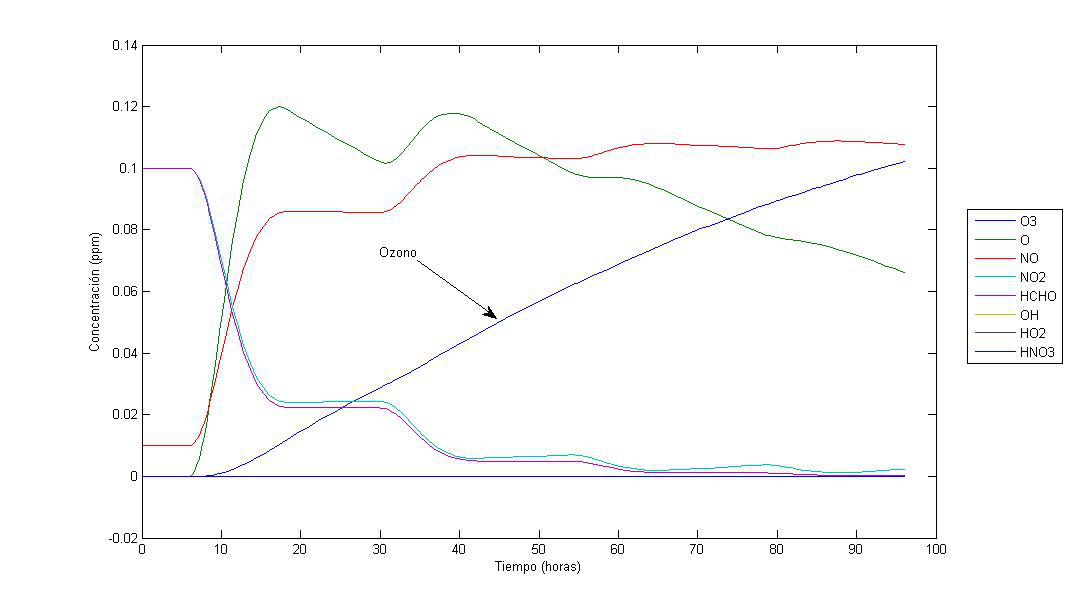 0.14
0.12
0.1
0.08
0.06
0.04
0.02
0
-0.02
Concentración (ppm)
0 10 20 30 40 50 60 70 80 90 100
Tiempo (horas)
Ozono
O3
O
NO
NO2
HCHO
OH
HO2
HNO3